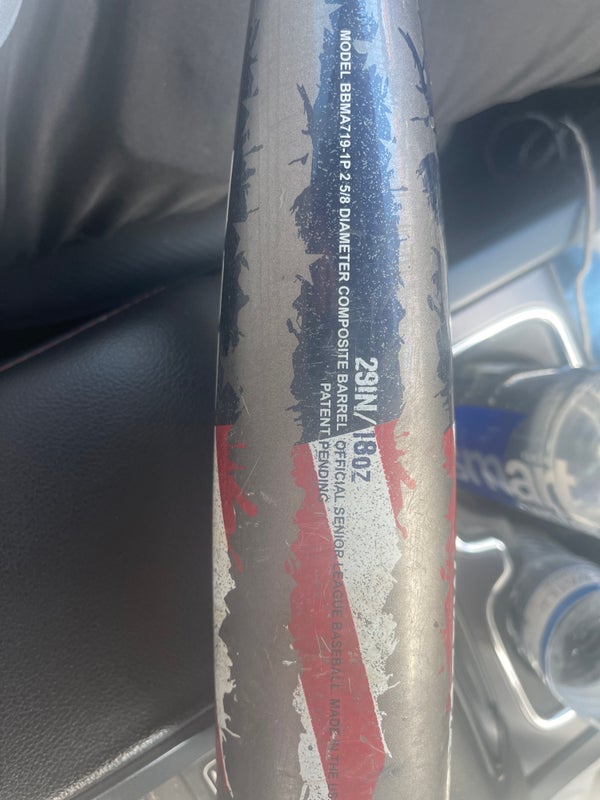 MODEL BBMA719-1P 2 5/8 DIAMETER COMPOSITE BARREL OFFICIAL SENIOR LEAGUE BASEBALL. MADE IN THE
29IN/18OZ
PATENT PENDING
smart